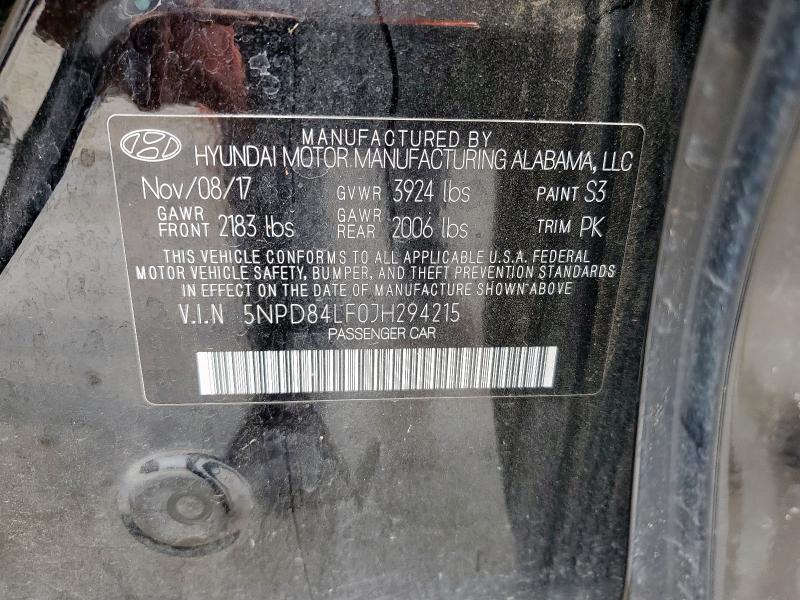 MANUFACTURED BY
HYUNDAI MOTOR MANUFACTURING ALABAMA, LLC
Nov/08/17 GVWR 3924 lbs PAINT S3
GAWR FRONT 2183 lbs GAWR REAR 2006 lbs TRIM PK
THIS VEHICLE CONFORMS TO ALL APPLICABLE U.S.A. FEDERAL
MOTOR VEHICLE SAFETY, BUMPER, AND THEFT PREVENTION STANDARDS
IN EFFECT ON THE DATE OF MANUFACTURE SHOWN ABOVE.
V.I.N 5NPD84LF0JH294215
PASSENGER CAR